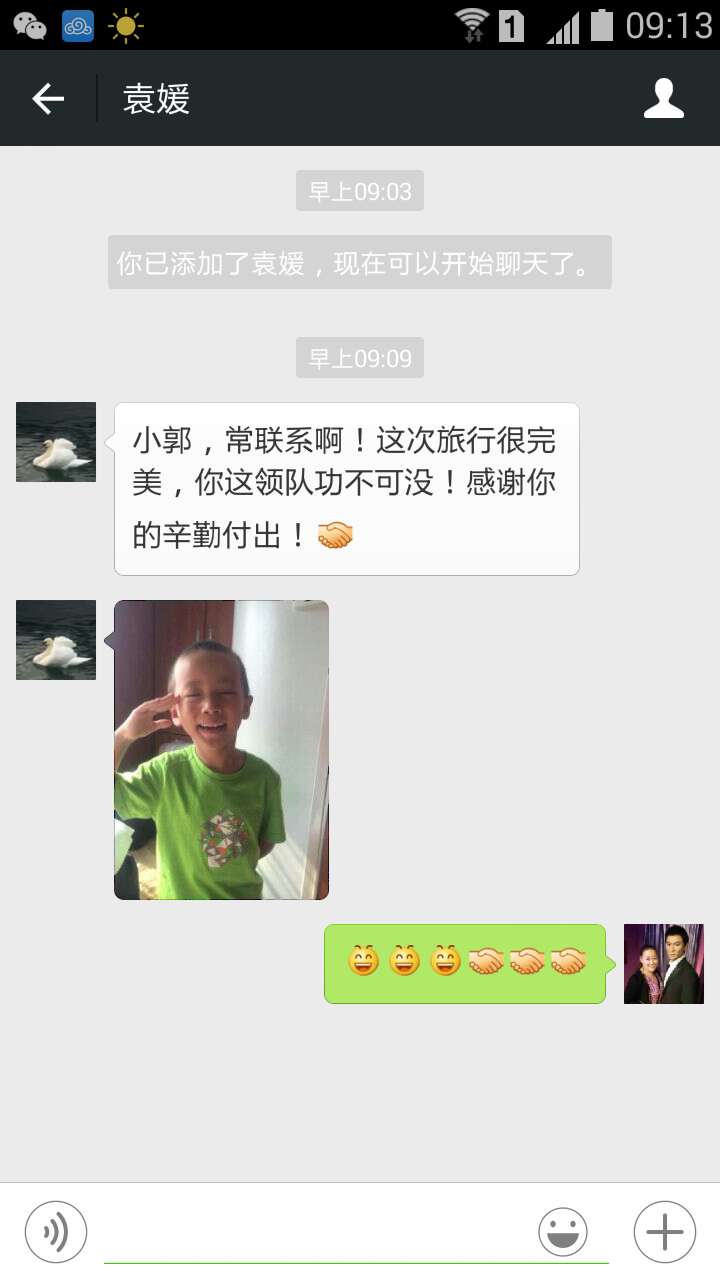 1
09:13
袁媛
早上09:03
你已添加了袁媛，现在可以开始聊天了。
早上09:09
小郭，常联系啊！这次旅行很完
美，你这领队功不可没！感谢你
的辛勤付出！